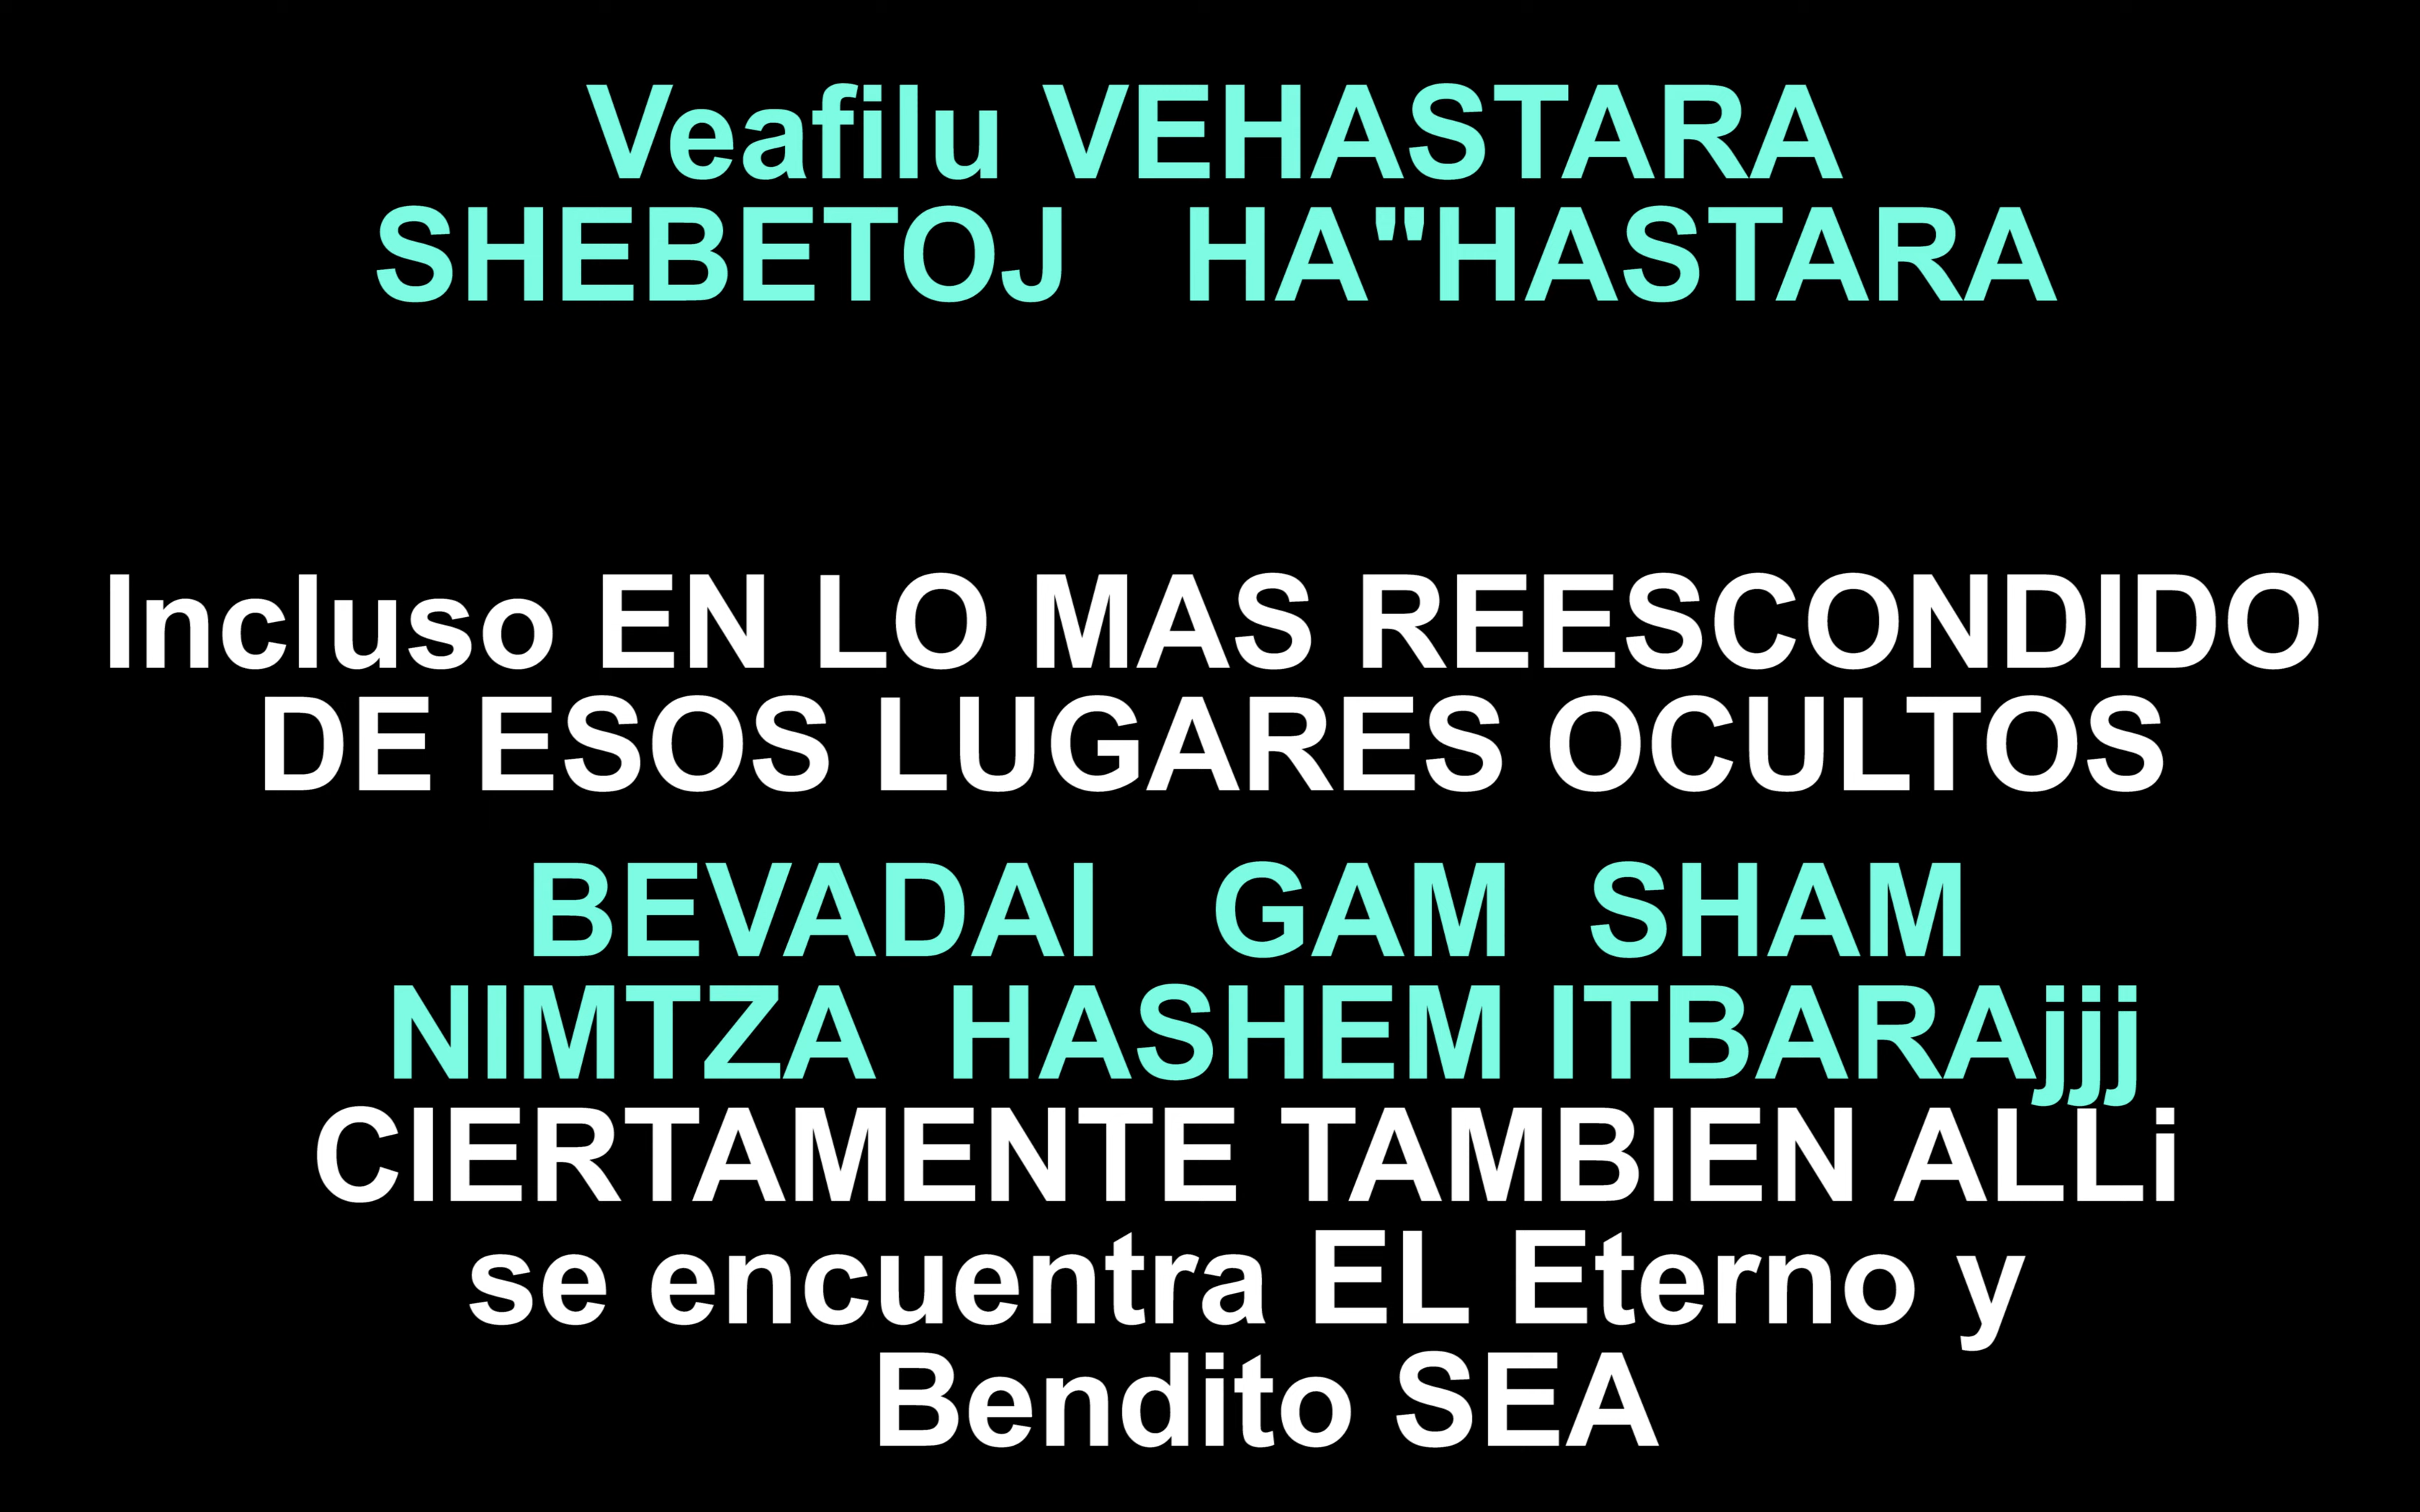 Veafilu VEHASTARA
SHEBETOJ HA""HASTARA
Incluso EN LO MAS REESCONDIDO
DE ESOS LUGARES OCULTOS
BEVADAI GAM SHAM
NIMTZA HASHEM ITBARAjjj
CIERTAMENTE TAMBIEN ALLi
se encuentra EL Eterno y
Bendito SEA